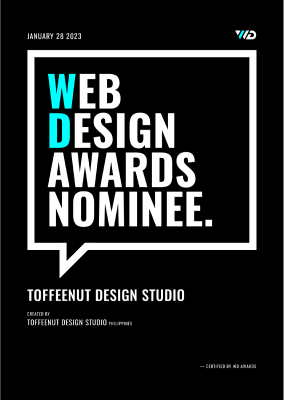 JANUARY 28 2023
WD
WEB
DESIGN
AWARDS
NOMINEE.
TOFFEENUT DESIGN STUDIO
CREATED BY
TOFFEENUT DESIGN STUDIO PHILIPPINES
— CERTIFIED BY WD AWARDS